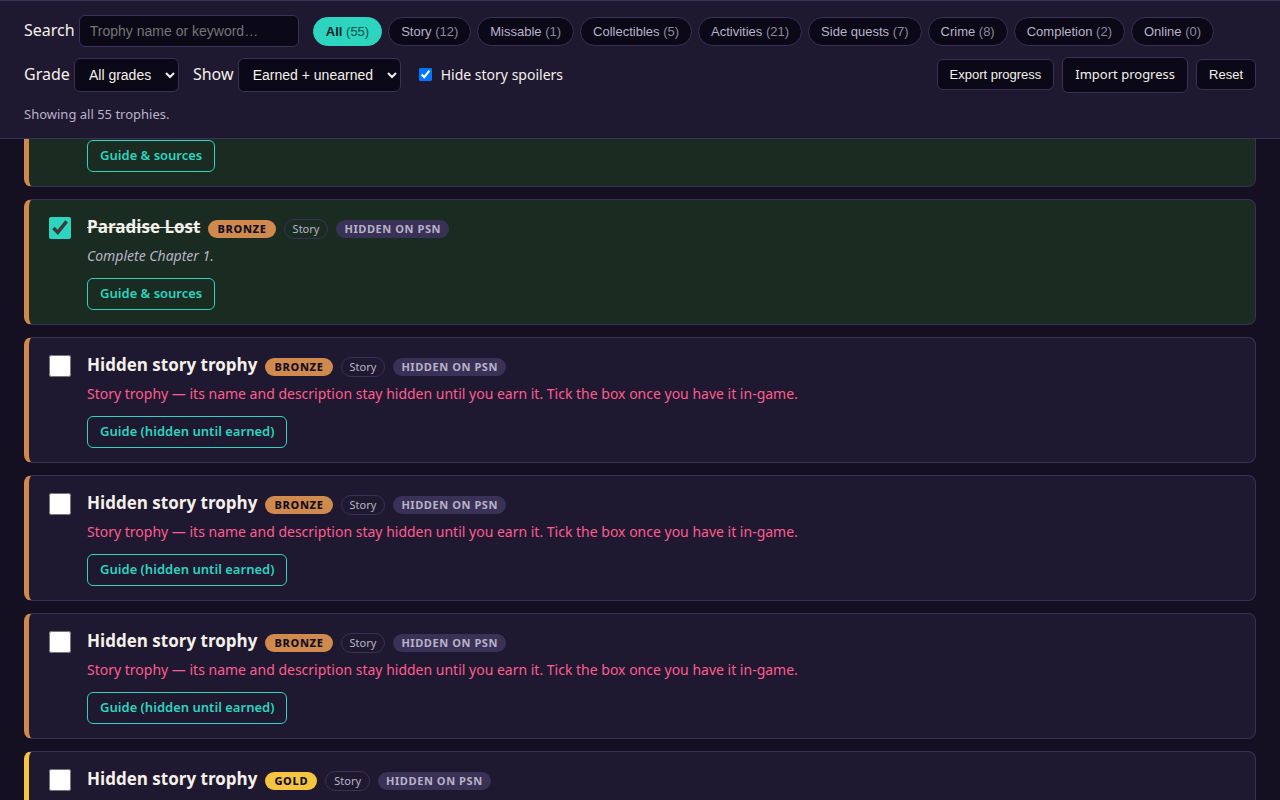 Search Trophy name or keyword… All (55) Story (12) Missable (1) Collectibles (5) Activities (21) Side quests (7) Crime (8) Completion (2) Online (0)
Grade All grades Show Earned + unearned Hide story spoilers Export progress Import progress Reset
Showing all 55 trophies.
Guide & sources
Paradise Lost BRONZE Story HIDDEN ON PSN
Complete Chapter 1.
Guide & sources
Hidden story trophy BRONZE Story HIDDEN ON PSN
Story trophy — its name and description stay hidden until you earn it. Tick the box once you have it in-game.
Guide (hidden until earned)
Hidden story trophy BRONZE Story HIDDEN ON PSN
Story trophy — its name and description stay hidden until you earn it. Tick the box once you have it in-game.
Guide (hidden until earned)
Hidden story trophy BRONZE Story HIDDEN ON PSN
Story trophy — its name and description stay hidden until you earn it. Tick the box once you have it in-game.
Guide (hidden until earned)
Hidden story trophy GOLD Story HIDDEN ON PSN